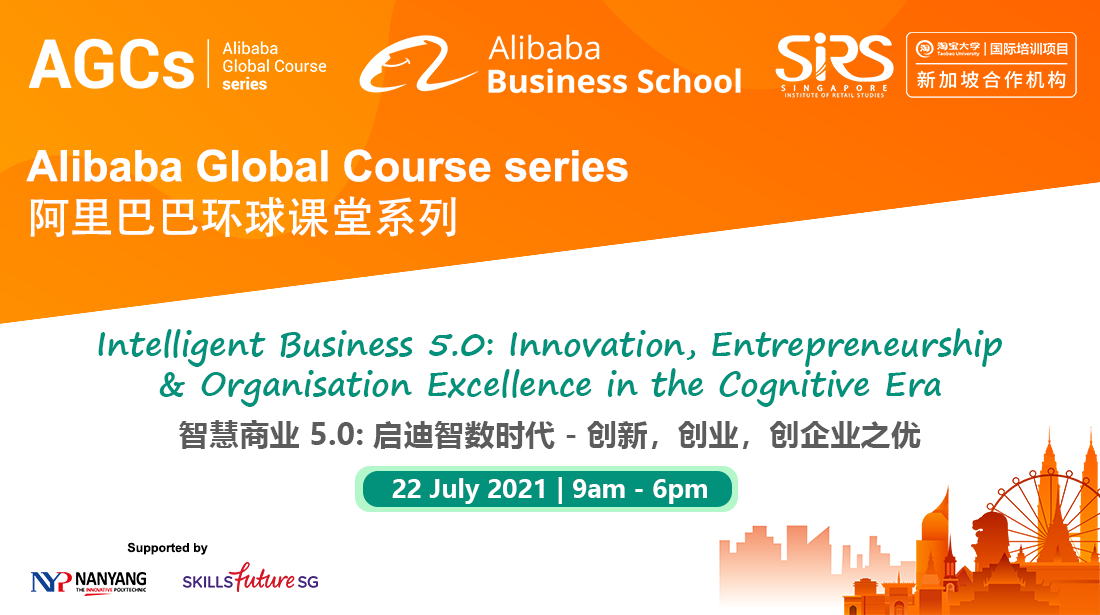 AGCs
Alibaba
Global Course
series
Alibaba
Business School
SIRS
SINGAPORE
INSTITUTE OF RETAIL STUDIES
淘宝大学
Taobao University
国际培训项目
新加坡合作机构
Alibaba Global Course series
阿里巴巴环球课堂系列
Intelligent Business 5.0: Innovation, Entrepreneurship
& Organisation Excellence in the Cognitive Era
智慧商业 5.0: 启迪智数时代 - 创新，创业，创企业之优
22 July 2021 | 9am - 6pm
Supported by
NYP NANYANG
THE INNOVATIVE POLYTECHNIC
SKILLSfuture SG